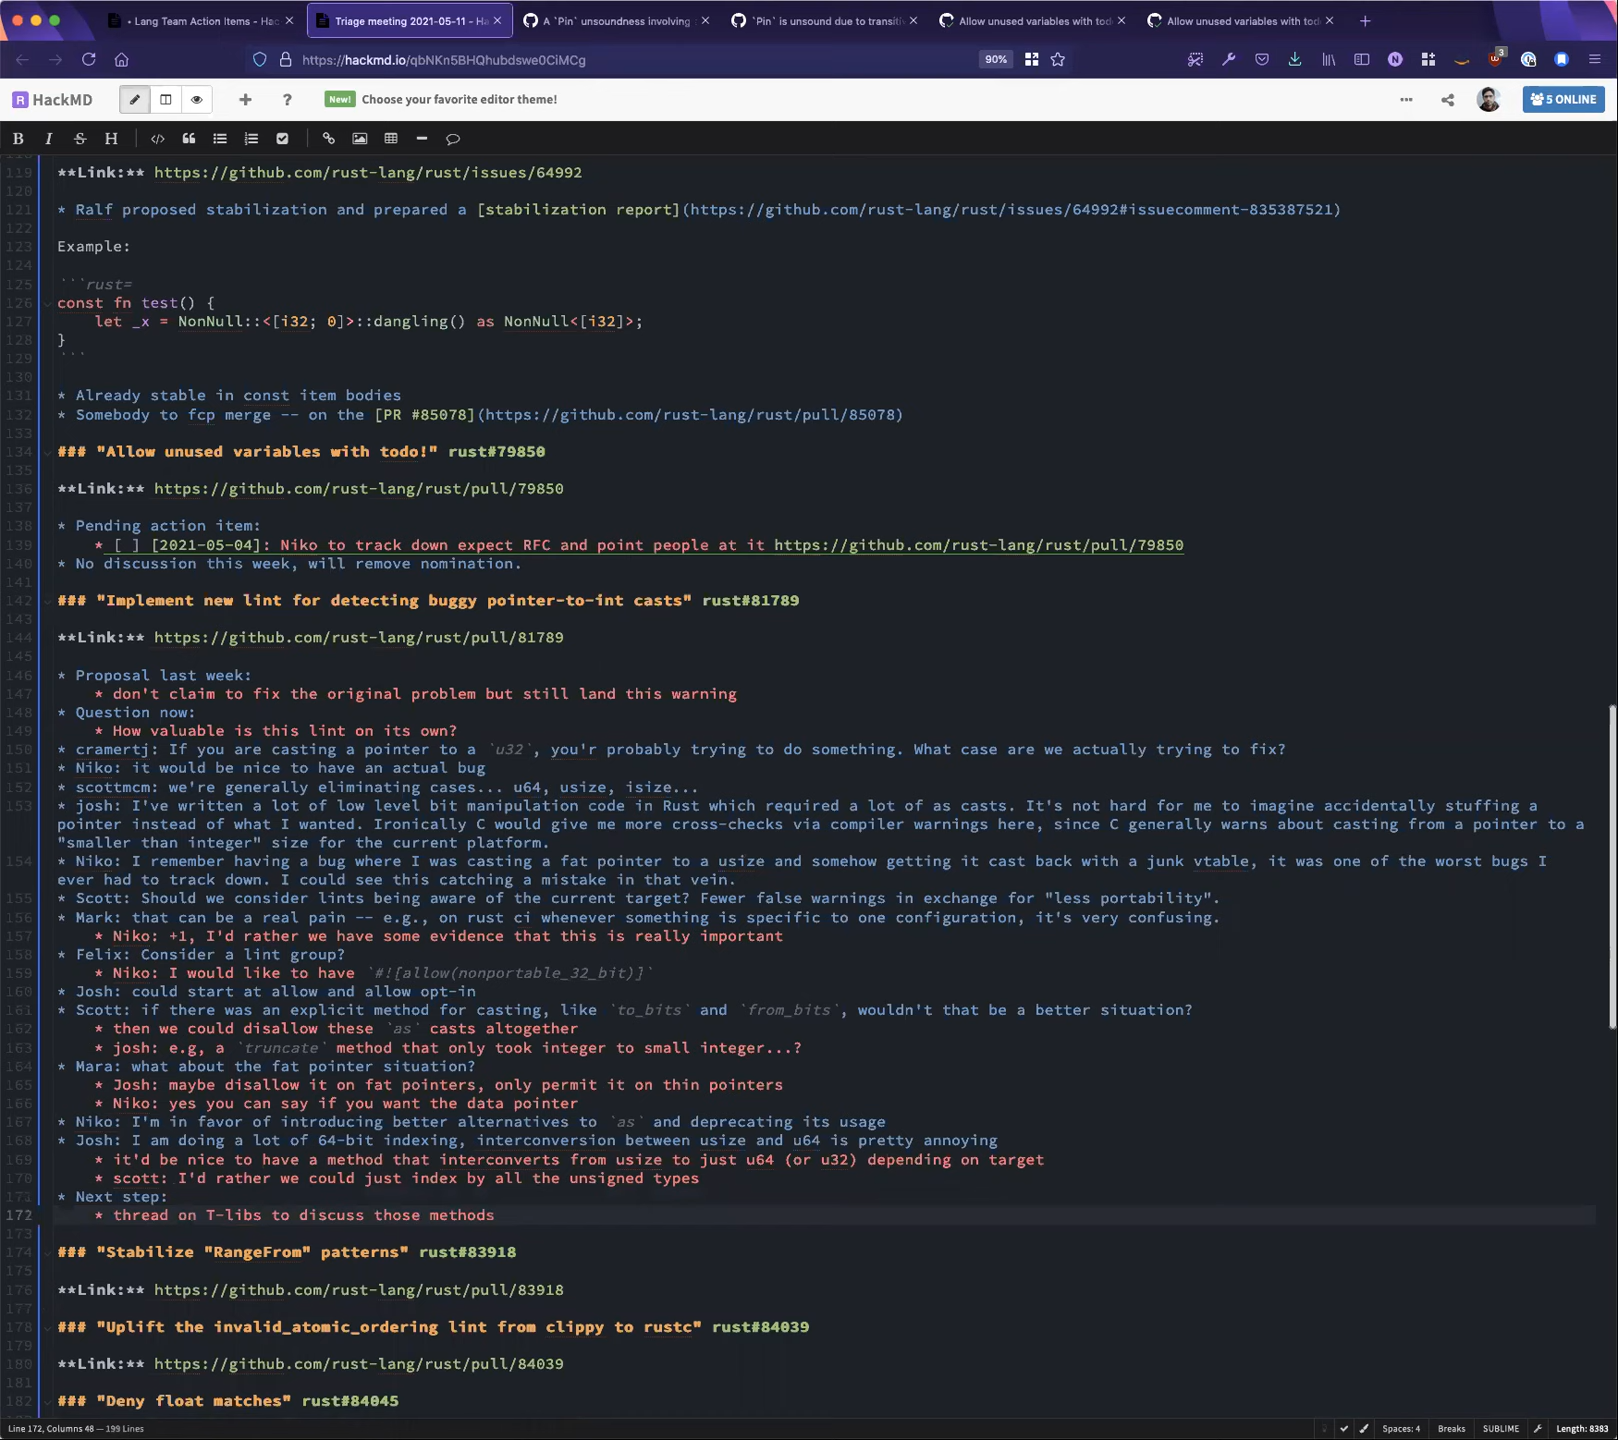 • Lang Team Action Items - Hac
Triage meeting 2021-05-11 - Ha
A `Pin` unsoundness involving
`Pin` is unsound due to transitiv
Allow unused variables with tod
Allow unused variables with tod
https://hackmd.io/qbNKn5BHQhubdswe0CiMCg
90%
3
HackMD
New! Choose your favorite editor theme!
5 ONLINE
119 **Link:** https://github.com/rust-lang/rust/issues/64992
120
121 * Ralf proposed stabilization and prepared a [stabilization report](https://github.com/rust-lang/rust/issues/64992#issuecomment-835387521)
122
123 Example:
124
125 ```rust=
126 const fn test() {
127 let _x = NonNull::<[i32; 0]>::dangling() as NonNull<[i32]>;
128 }
129 ```
130
131 * Already stable in const item bodies
132 * Somebody to fcp merge -- on the [PR #85078](https://github.com/rust-lang/rust/pull/85078)
133
134 ### "Allow unused variables with todo!" rust#79850
135
136 **Link:** https://github.com/rust-lang/rust/pull/79850
137
138 * Pending action item:
139 * [ ] [2021-05-04]: Niko to track down expect RFC and point people at it https://github.com/rust-lang/rust/pull/79850
140 * No discussion this week, will remove nomination.
141
142 ### "Implement new lint for detecting buggy pointer-to-int casts" rust#81789
143
144 **Link:** https://github.com/rust-lang/rust/pull/81789
145
146 * Proposal last week:
147 * don't claim to fix the original problem but still land this warning
148 * Question now:
149 * How valuable is this lint on its own?
150 * cramertj: If you are casting a pointer to a `u32`, you'r probably trying to do something. What case are we actually trying to fix?
151 * Niko: it would be nice to have an actual bug
152 * scottmcm: we're generally eliminating cases... u64, usize, isize...
153 * josh: I've written a lot of low level bit manipulation code in Rust which required a lot of as casts. It's not hard for me to imagine accidentally stuffing a
pointer instead of what I wanted. Ironically C would give me more cross-checks via compiler warnings here, since C generally warns about casting from a pointer to a
"smaller than integer" size for the current platform.
154 * Niko: I remember having a bug where I was casting a fat pointer to a usize and somehow getting it cast back with a junk vtable, it was one of the worst bugs I
ever had to track down. I could see this catching a mistake in that vein.
155 * Scott: Should we consider lints being aware of the current target? Fewer false warnings in exchange for "less portability".
156 * Mark: that can be a real pain -- e.g., on rust ci whenever something is specific to one configuration, it's very confusing.
157 * Niko: +1, I'd rather we have some evidence that this is really important
158 * Felix: Consider a lint group?
159 * Niko: I would like to have `#![allow(nonportable_32_bit)]`
160 * Josh: could start at allow and allow opt-in
161 * Scott: if there was an explicit method for casting, like `to_bits` and `from_bits`, wouldn't that be a better situation?
162 * then we could disallow these `as` casts altogether
163 * josh: e.g, a `truncate` method that only took integer to small integer...?
164 * Mara: what about the fat pointer situation?
165 * Josh: maybe disallow it on fat pointers, only permit it on thin pointers
166 * Niko: yes you can say if you want the data pointer
167 * Niko: I'm in favor of introducing better alternatives to `as` and deprecating its usage
168 * Josh: I am doing a lot of 64-bit indexing, interconversion between usize and u64 is pretty annoying
169 * it'd be nice to have a method that interconverts from usize to just u64 (or u32) depending on target
170 * scott: I'd rather we could just index by all the unsigned types
171 * Next step:
172 * thread on T-libs to discuss those methods
173
174 ### "Stabilize "RangeFrom" patterns" rust#83918
175
176 **Link:** https://github.com/rust-lang/rust/pull/83918
177
178 ### "Uplift the invalid_atomic_ordering lint from clippy to rustc" rust#84039
179
180 **Link:** https://github.com/rust-lang/rust/pull/84039
181
182 ### "Deny float matches" rust#84045
Line 172, Columns 48 — 199 Lines
Spaces: 4 Breaks SUBLIME Length: 8383